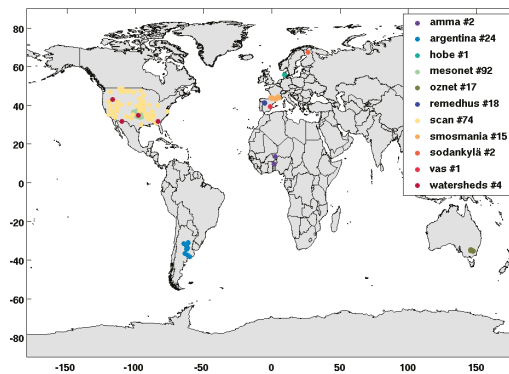 80
60
40
20
0
-20
-40
-60
-80
-150
-100
-50
0
50
100
150
amma #2
argentina #24
hobe #1
mesonet #92
oznet #17
remedhus #18
scan #74
smosmania #15
sodankylä #2
vas #1
watersheds #4